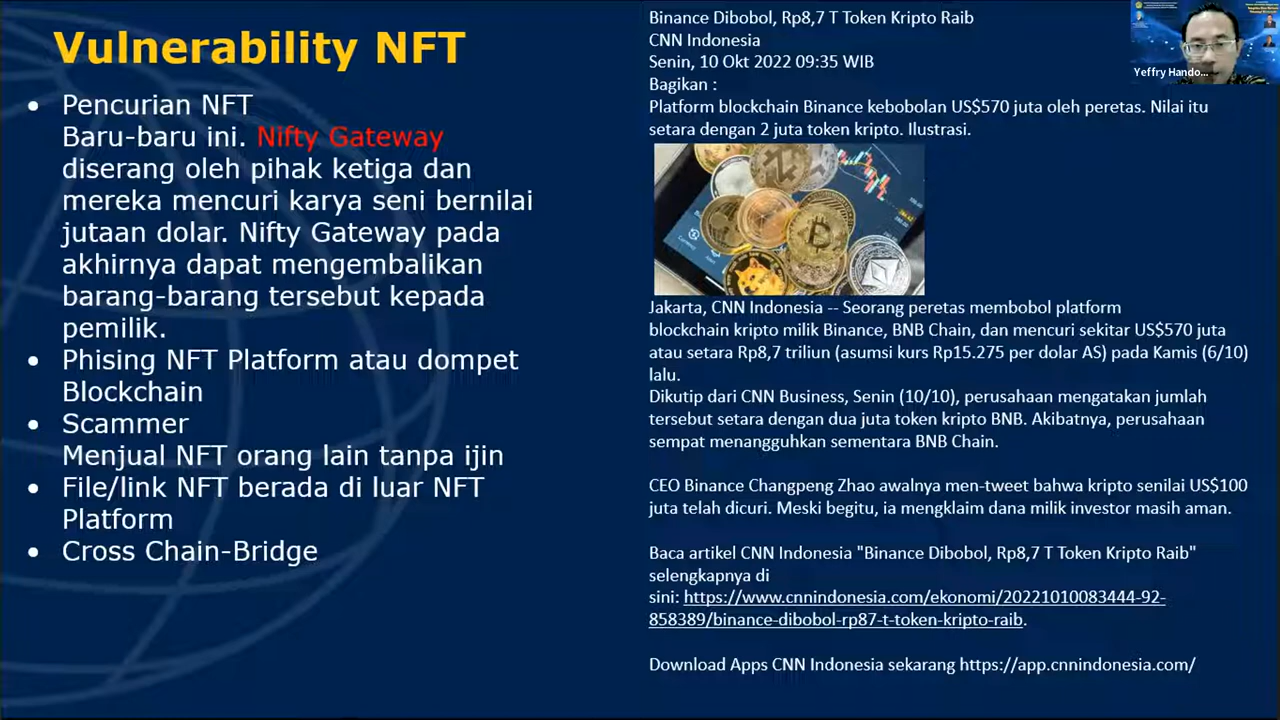 Vulnerability NFT
• Pencurian NFT
Baru-baru ini. Nifty Gateway
diserang oleh pihak ketiga dan
mereka mencuri karya seni bernilai
jutaan dolar. Nifty Gateway pada
akhirnya dapat mengembalikan
barang-barang tersebut kepada
pemilik.
• Phising NFT Platform atau dompet
Blockchain
• Scammer
Menjual NFT orang lain tanpa ijin
• File/link NFT berada di luar NFT
Platform
• Cross Chain-Bridge
Binance Dibobol, Rp8,7 T Token Kripto Raib
CNN Indonesia
Senin, 10 Okt 2022 09:35 WIB
Bagikan :
Platform blockchain Binance kebobolan US$570 juta oleh peretas. Nilai itu
setara dengan 2 juta token kripto. Ilustrasi.
Jakarta, CNN Indonesia -- Seorang peretas membobol platform
blockchain kripto milik Binance, BNB Chain, dan mencuri sekitar US$570 juta
atau setara Rp8,7 triliun (asumsi kurs Rp15.275 per dolar AS) pada Kamis (6/10)
lalu.
Dikutip dari CNN Business, Senin (10/10), perusahaan mengatakan jumlah
tersebut setara dengan dua juta token kripto BNB. Akibatnya, perusahaan
sempat menangguhkan sementara BNB Chain.
CEO Binance Changpeng Zhao awalnya men-tweet bahwa kripto senilai US$100
juta telah dicuri. Meski begitu, ia mengklaim dana milik investor masih aman.
Baca artikel CNN Indonesia "Binance Dibobol, Rp8,7 T Token Kripto Raib"
selengkapnya di
sini: https://www.cnnindonesia.com/ekonomi/20221010083444-92-
858389/binance-dibobol-rp87-t-token-kripto-raib.
Download Apps CNN Indonesia sekarang https://app.cnnindonesia.com/
Yeffry Hando...